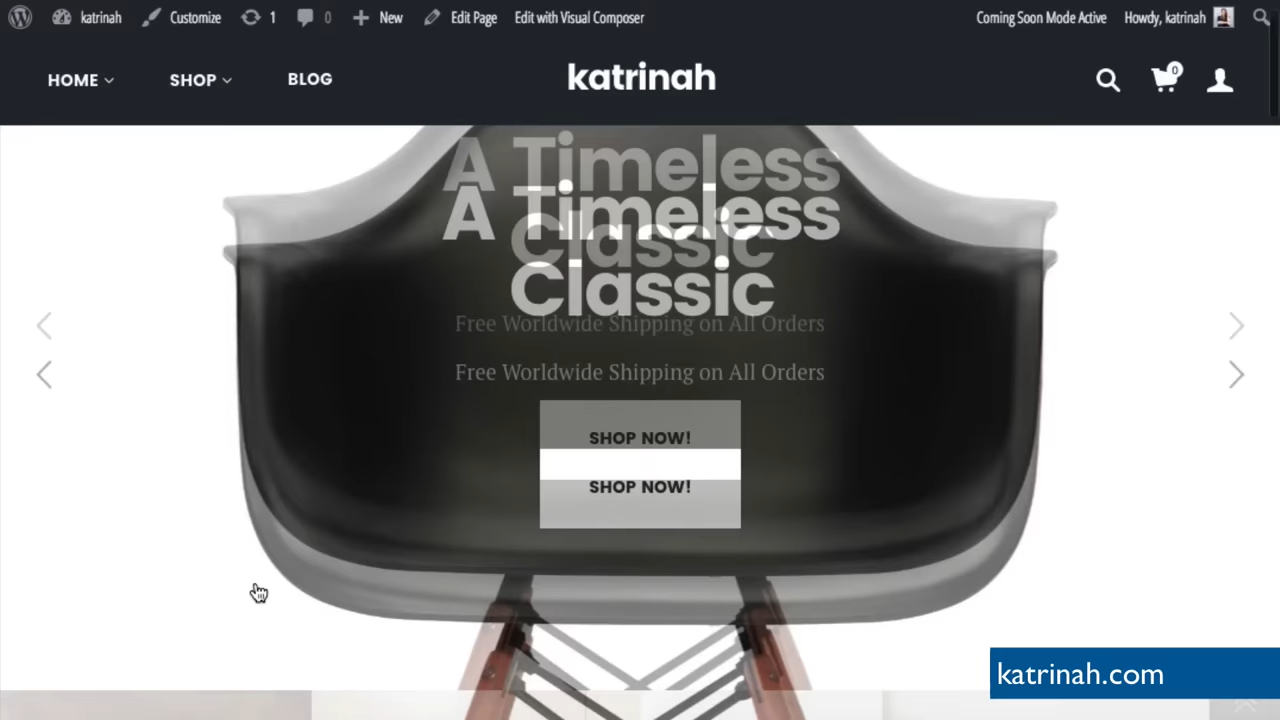 katrinah Customize 1 0 New Edit Page Edit with Visual Composer Coming Soon Mode Active Howdy, katrinah
HOME SHOP BLOG katrinah 0
A Timeless
A Timeless
Classic
Classic
Free Worldwide Shipping on All Orders
Free Worldwide Shipping on All Orders
SHOP NOW!
SHOP NOW!
katrinah.com